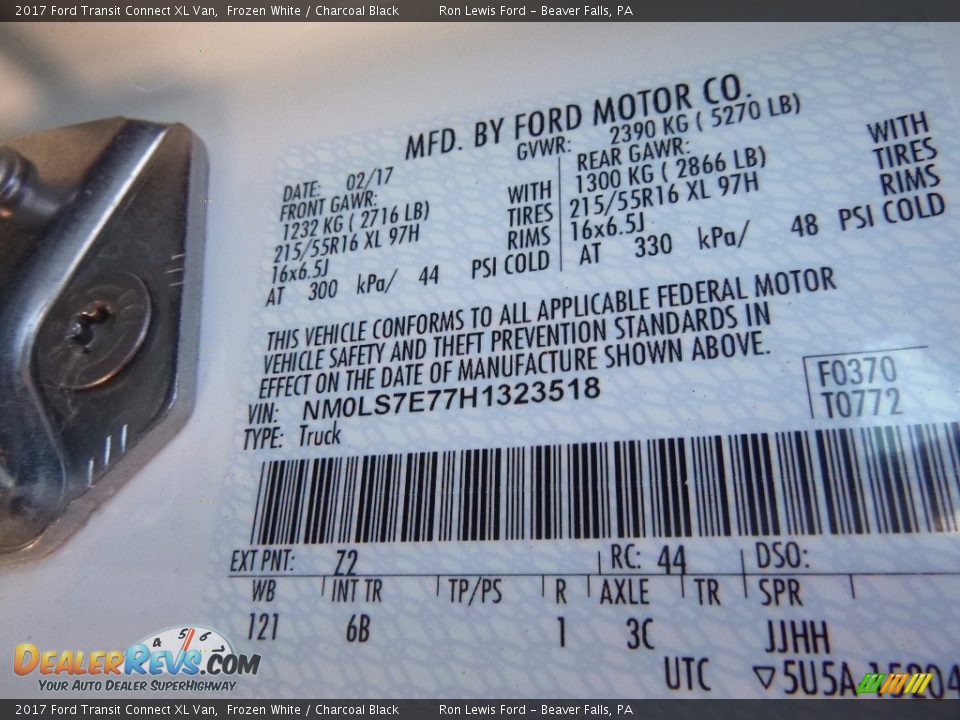 2017 Ford Transit Connect XL Van, Frozen White / Charcoal Black Ron Lewis Ford - Beaver Falls, PA
MFD. BY FORD MOTOR CO.
DATE: 02/17 GVWR: 2390 KG ( 5270 LB)
FRONT GAWR: REAR GAWR:
1232 KG ( 2716 LB) WITH 1300 KG ( 2866 LB) WITH
215/55R16 XL 97H TIRES 215/55R16 XL 97H TIRES
16x6.5J RIMS 16x6.5J RIMS
AT 300 kPa/ 44 PSI COLD AT 330 kPa/ 48 PSI COLD
THIS VEHICLE CONFORMS TO ALL APPLICABLE FEDERAL MOTOR
VEHICLE SAFETY AND THEFT PREVENTION STANDARDS IN
EFFECT ON THE DATE OF MANUFACTURE SHOWN ABOVE.
VIN: NM0LS7E77H1323518
TYPE: Truck
F0370
T0772
EXT PNT: Z2 RC: 44 DSO:
WB INT TR TP/PS R AXLE TR SPR
121 6B 1 3C JJHH
UTC ▽5U5A
4 5 6
DEALERREVS.COM
YOUR AUTO DEALER SUPERHIGHWAY
2017 Ford Transit Connect XL Van, Frozen White / Charcoal Black Ron Lewis Ford - Beaver Falls, PA